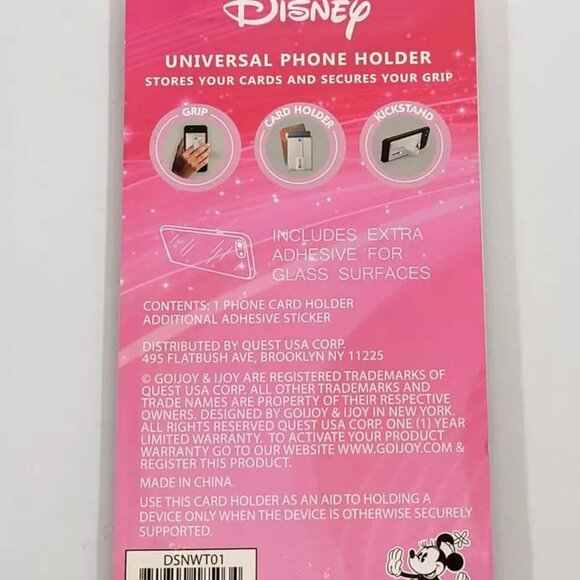 DISNEY
UNIVERSAL PHONE HOLDER
STORES YOUR CARDS AND SECURES YOUR GRIP
GRIP
CARD HOLDER
KICKSTAND
INCLUDES EXTRA
ADHESIVE FOR
GLASS SURFACES
CONTENTS: 1 PHONE CARD HOLDER
ADDITIONAL ADHESIVE STICKER
DISTRIBUTED BY QUEST USA CORP.
495 FLATBUSH AVE, BROOKLYN NY 11225
© GOIJOY & IJOY ARE REGISTERED TRADEMARKS OF
QUEST USA CORP. ALL OTHER TRADEMARKS AND
TRADE NAMES ARE PROPERTY OF THEIR RESPECTIVE
OWNERS. DESIGNED BY GOIJOY & IJOY IN NEW YORK.
ALL RIGHTS RESERVED QUEST USA CORP. ONE (1) YEAR
LIMITED WARRANTY. TO ACTIVATE YOUR PRODUCT
WARRANTY GO TO OUR WEBSITE WWW.GOIJOY.COM &
REGISTER THIS PRODUCT.
MADE IN CHINA.
USE THIS CARD HOLDER AS AN AID TO HOLDING A
DEVICE ONLY WHEN THE DEVICE IS OTHERWISE SECURELY
SUPPORTED.
DSNWT01